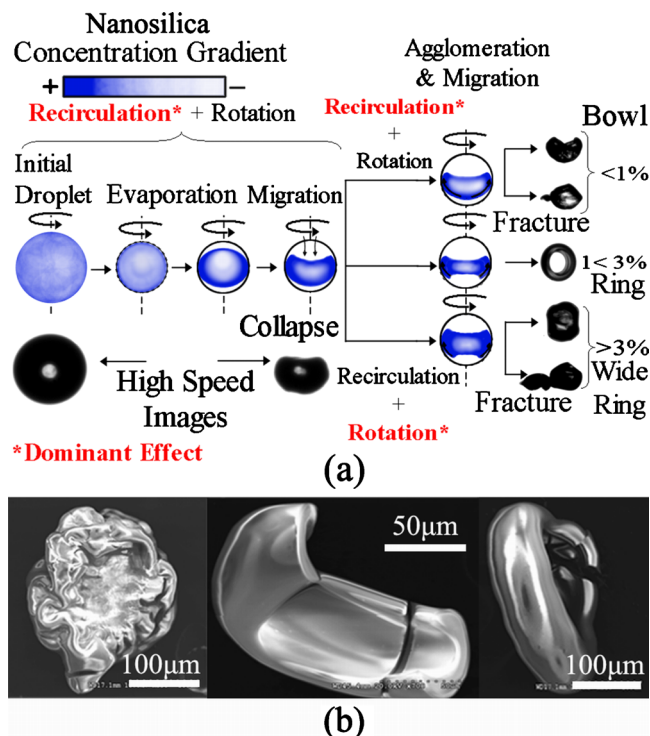 Nanosilica
Concentration Gradient
+ −
Recirculation* + Rotation
Agglomeration
& Migration
Recirculation*
+
Rotation
Bowl
<1%
Initial
Droplet
Evaporation
Migration
Fracture
1< 3%
Ring
Collapse
High Speed
Images
Recirculation
+
Rotation*
>3%
Wide
Ring
Fracture
*Dominant Effect
(a)
100μm
50μm
100μm
(b)